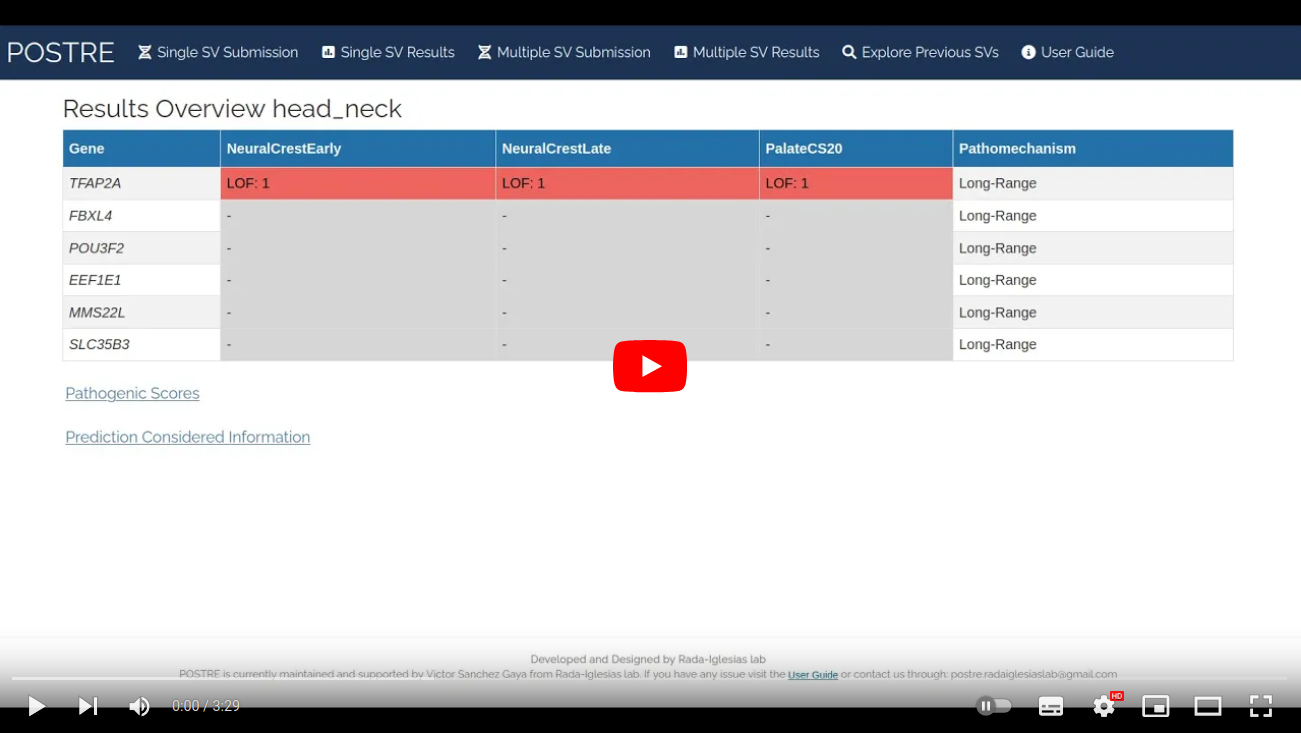 POSTRE Single SV Submission Single SV Results Multiple SV Submission Multiple SV Results Explore Previous SVs User Guide
Results Overview head_neck
Gene NeuralCrestEarly NeuralCrestLate PalateCS20 Pathomechanism
TFAP2A LOF: 1 LOF: 1 LOF: 1 Long-Range
FBXL4 - - - Long-Range
POU3F2 - - - Long-Range
EEF1E1 - - - Long-Range
MMS22L - - - Long-Range
SLC35B3 - - - Long-Range
Pathogenic Scores
Prediction Considered Information
Developed and Designed by Rada-Iglesias lab
POSTRE is currently maintained and supported by Victor Sanchez Gaya from Rada-Iglesias lab. If you have any issue visit the User Guide or contact us through: postre.radaiglesiaslab@gmail.com
0:00 / 3:29 HD